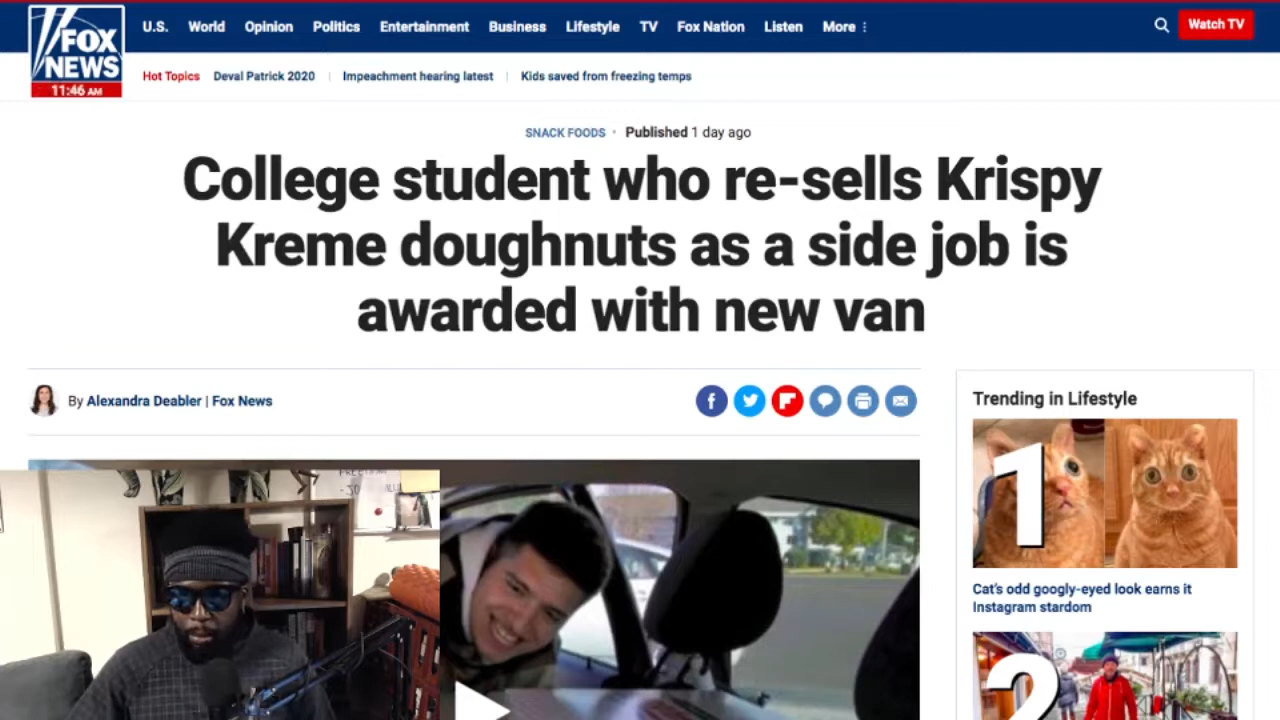 FOX
NEWS
11:46 AM
U.S. World Opinion Politics Entertainment Business Lifestyle TV Fox Nation Listen More
Watch TV
Hot Topics Deval Patrick 2020 Impeachment hearing latest Kids saved from freezing temps
SNACK FOODS · Published 1 day ago
College student who re-sells Krispy
Kreme doughnuts as a side job is
awarded with new van
By Alexandra Deabler | Fox News
Trending in Lifestyle
1
Cat's odd googly-eyed look earns it
Instagram stardom
2